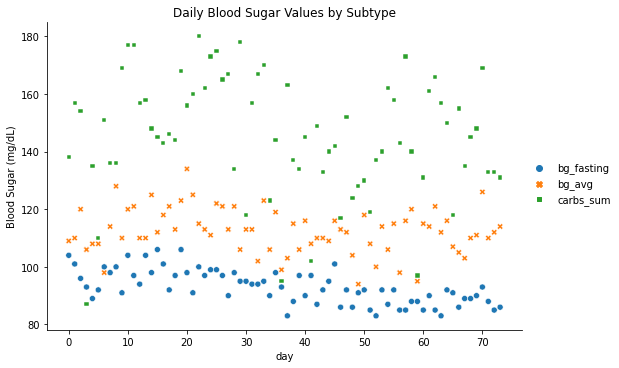 Daily Blood Sugar Values by Subtype
180
160
140
120
100
80
Blood Sugar (mg/dL)
0
10
20
30
40
50
60
70
day
bg_fasting
bg_avg
carbs_sum